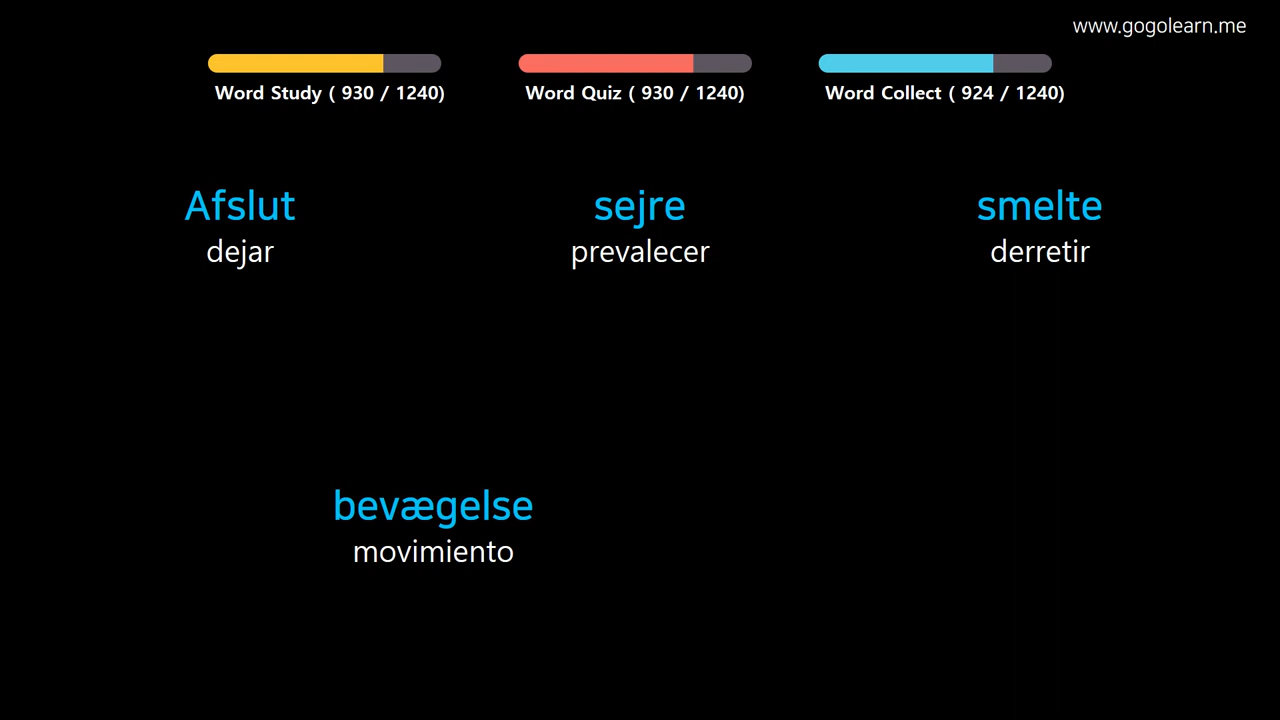 www.gogolearn.me
Word Study ( 930 / 1240)
Word Quiz ( 930 / 1240)
Word Collect ( 924 / 1240)
Afslut
dejar
sejre
prevalecer
smelte
derretir
bevægelse
movimiento